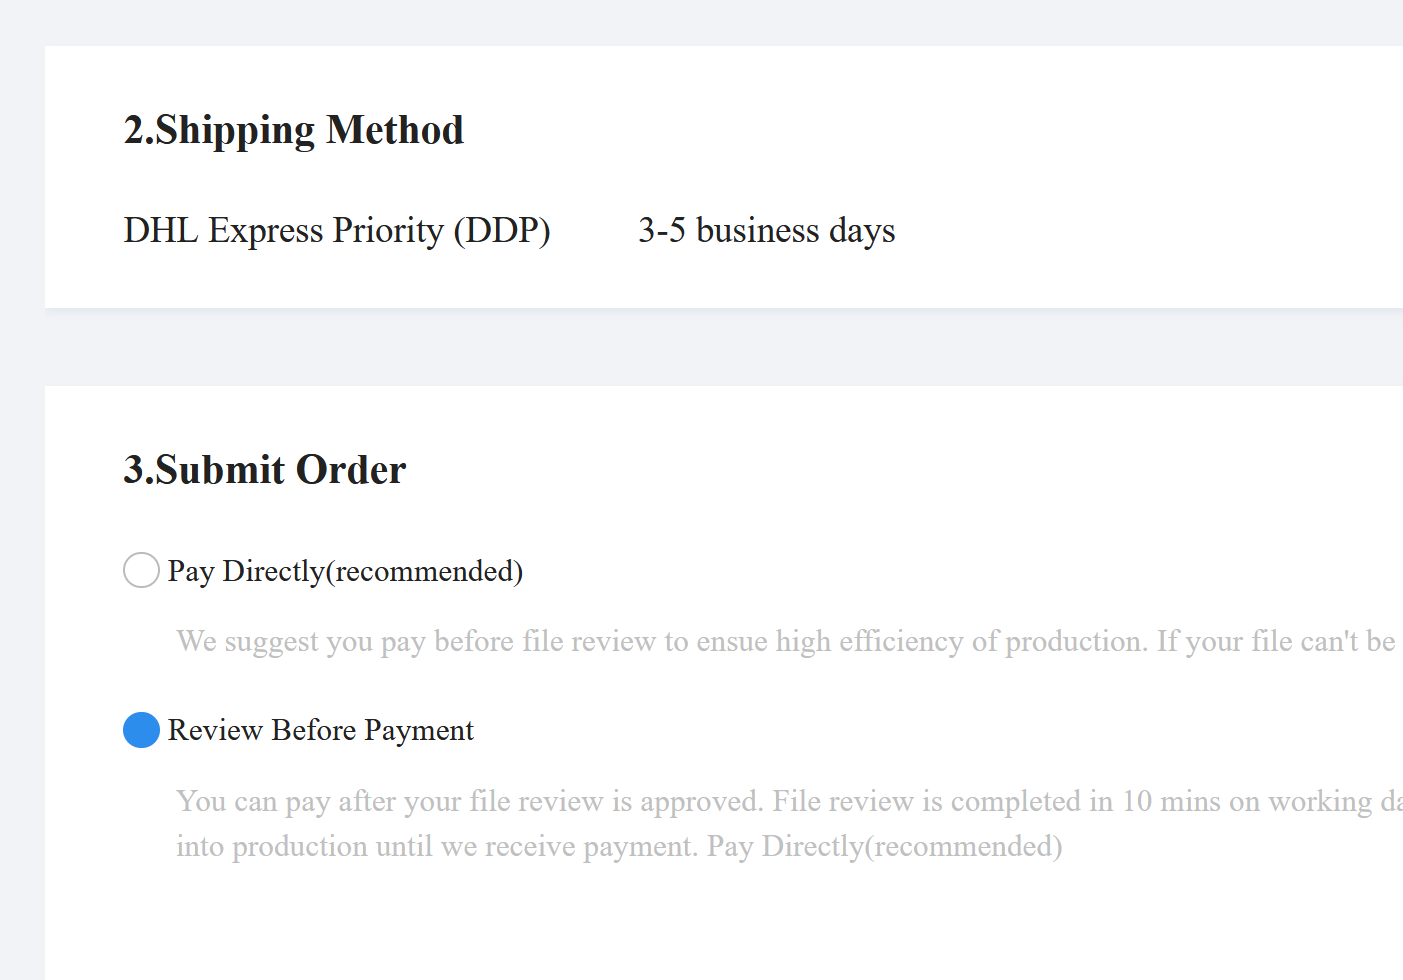 2.Shipping Method
DHL Express Priority (DDP) 3-5 business days
3.Submit Order
Pay Directly(recommended)
We suggest you pay before file review to ensue high efficiency of production. If your file can't be
Review Before Payment
You can pay after your file review is approved. File review is completed in 10 mins on working
into production until we receive payment. Pay Directly(recommended)